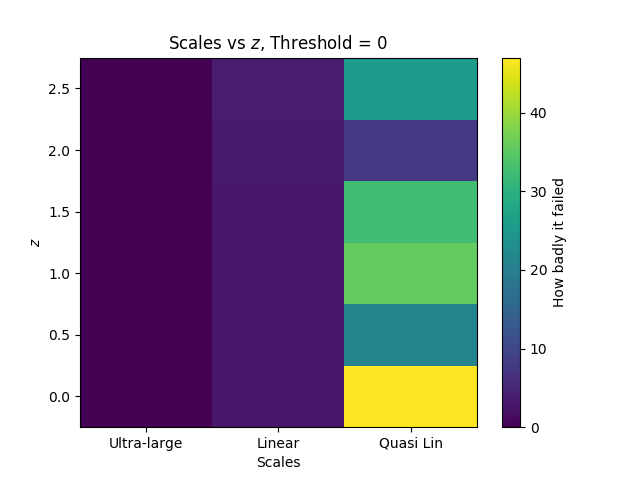 Scales vs z, Threshold = 0
2.5
2.0
1.5
1.0
0.5
0.0
z
Ultra-large
Linear
Quasi Lin
Scales
40
30
20
10
0
How badly it failed